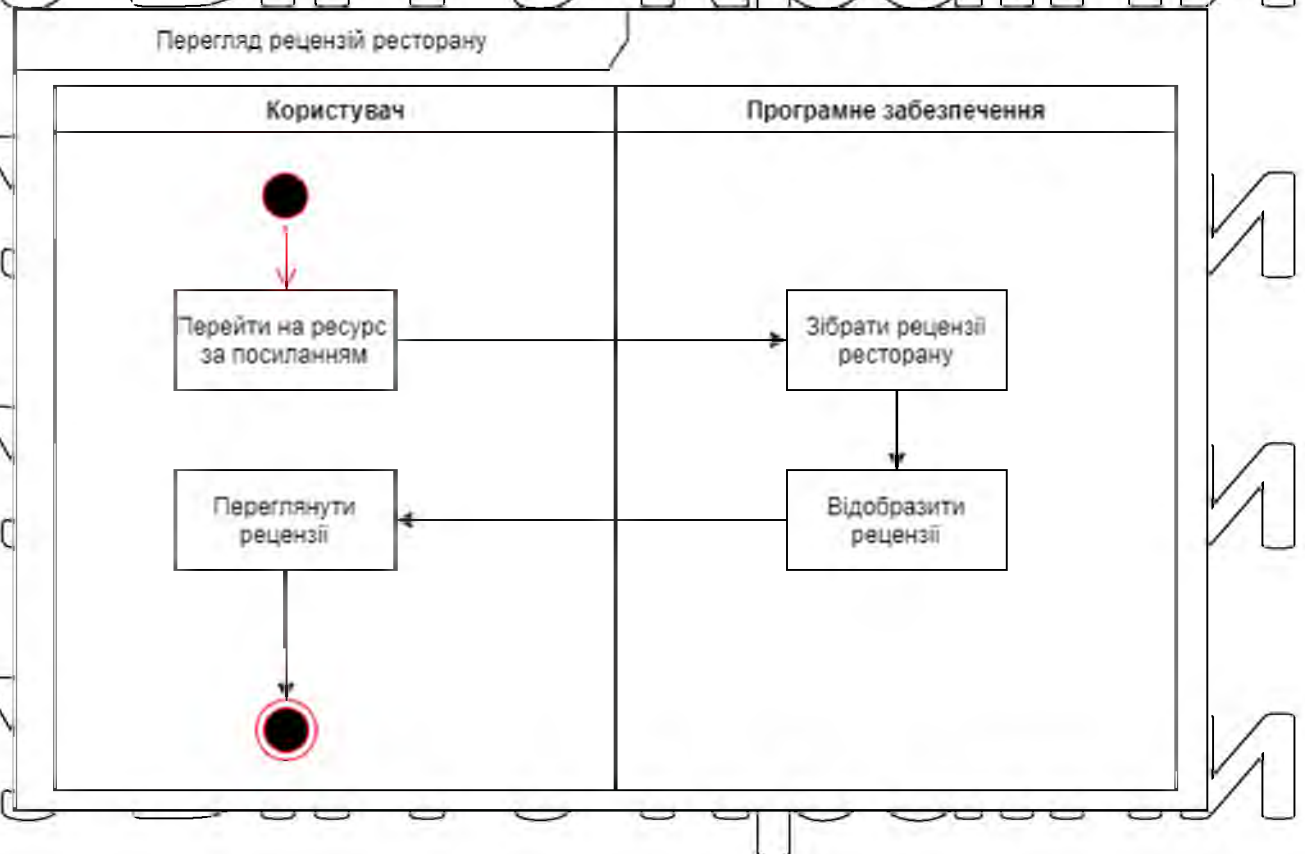 Перегляд рецензій ресторану
Користувач
Програмне забезпечення
Перейти на ресурс
за посиланням
Зібрати рецензії
ресторану
Відобразити
рецензії
Переглянути
рецензії